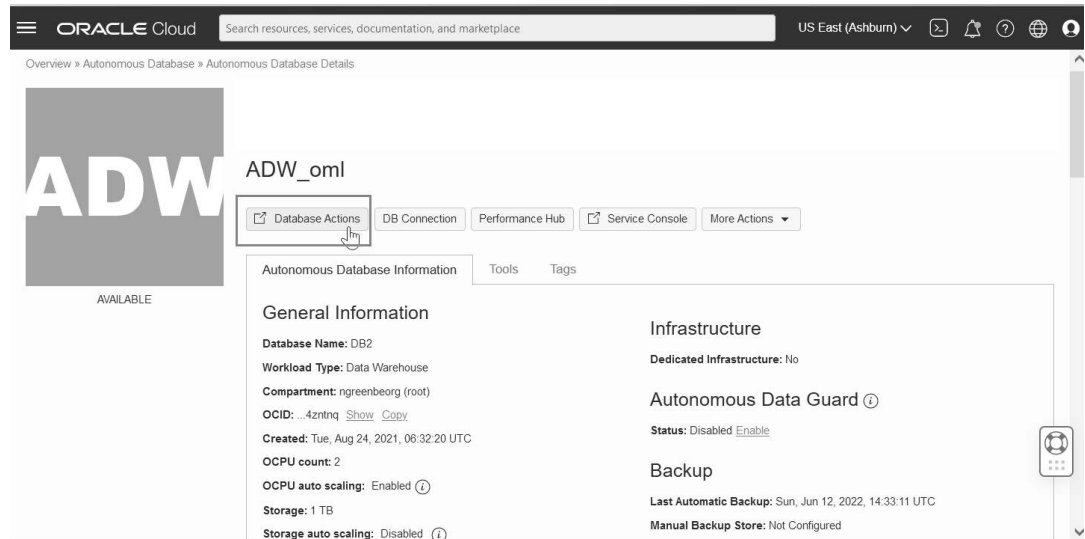 ORACLE Cloud
Search resources, services, documentation, and marketplace
US East (Ashburn)
Overview » Autonomous Database » Autonomous Database Details
ADW
AVAILABLE
ADW_oml
Database Actions
DB Connection
Performance Hub
Service Console
More Actions
Autonomous Database Information
Tools
Tags
General Information
Database Name: DB2
Workload Type: Data Warehouse
Compartment: ngreenbeorg (root)
OCID: ...4zntnq Show Copy
Created: Tue, Aug 24, 2021, 06:32:20 UTC
OCPU count: 2
OCPU auto scaling: Enabled
Storage: 1 TB
Storage auto scaling: Disabled
Infrastructure
Dedicated Infrastructure: No
Autonomous Data Guard
Status: Disabled Enable
Backup
Last Automatic Backup: Sun, Jun 12, 2022, 14:33:11 UTC
Manual Backup Store: Not Configured